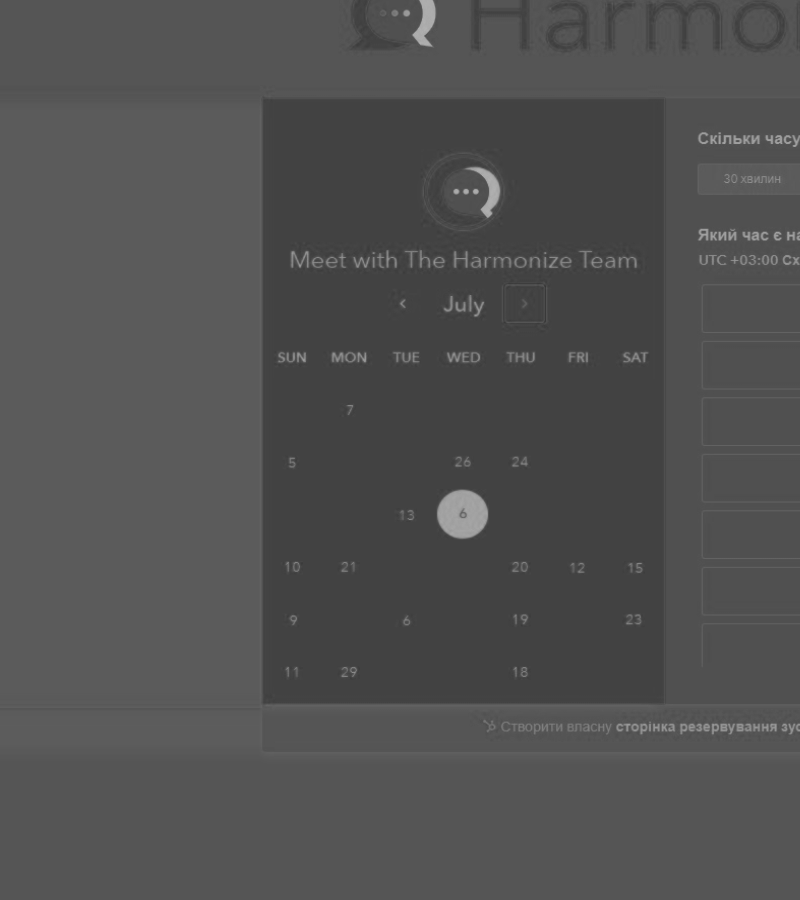 Harmo
Meet with The Harmonize Team
July
SUN MON TUE WED THU FRI SAT
7
5 26 24
13 6
10 21 20 12 15
9 6 19 23
11 29 18
Скільки часу
30 хвилин
Який час є на
UTC +03:00 Сх
Створити власну сторінка резервування зус